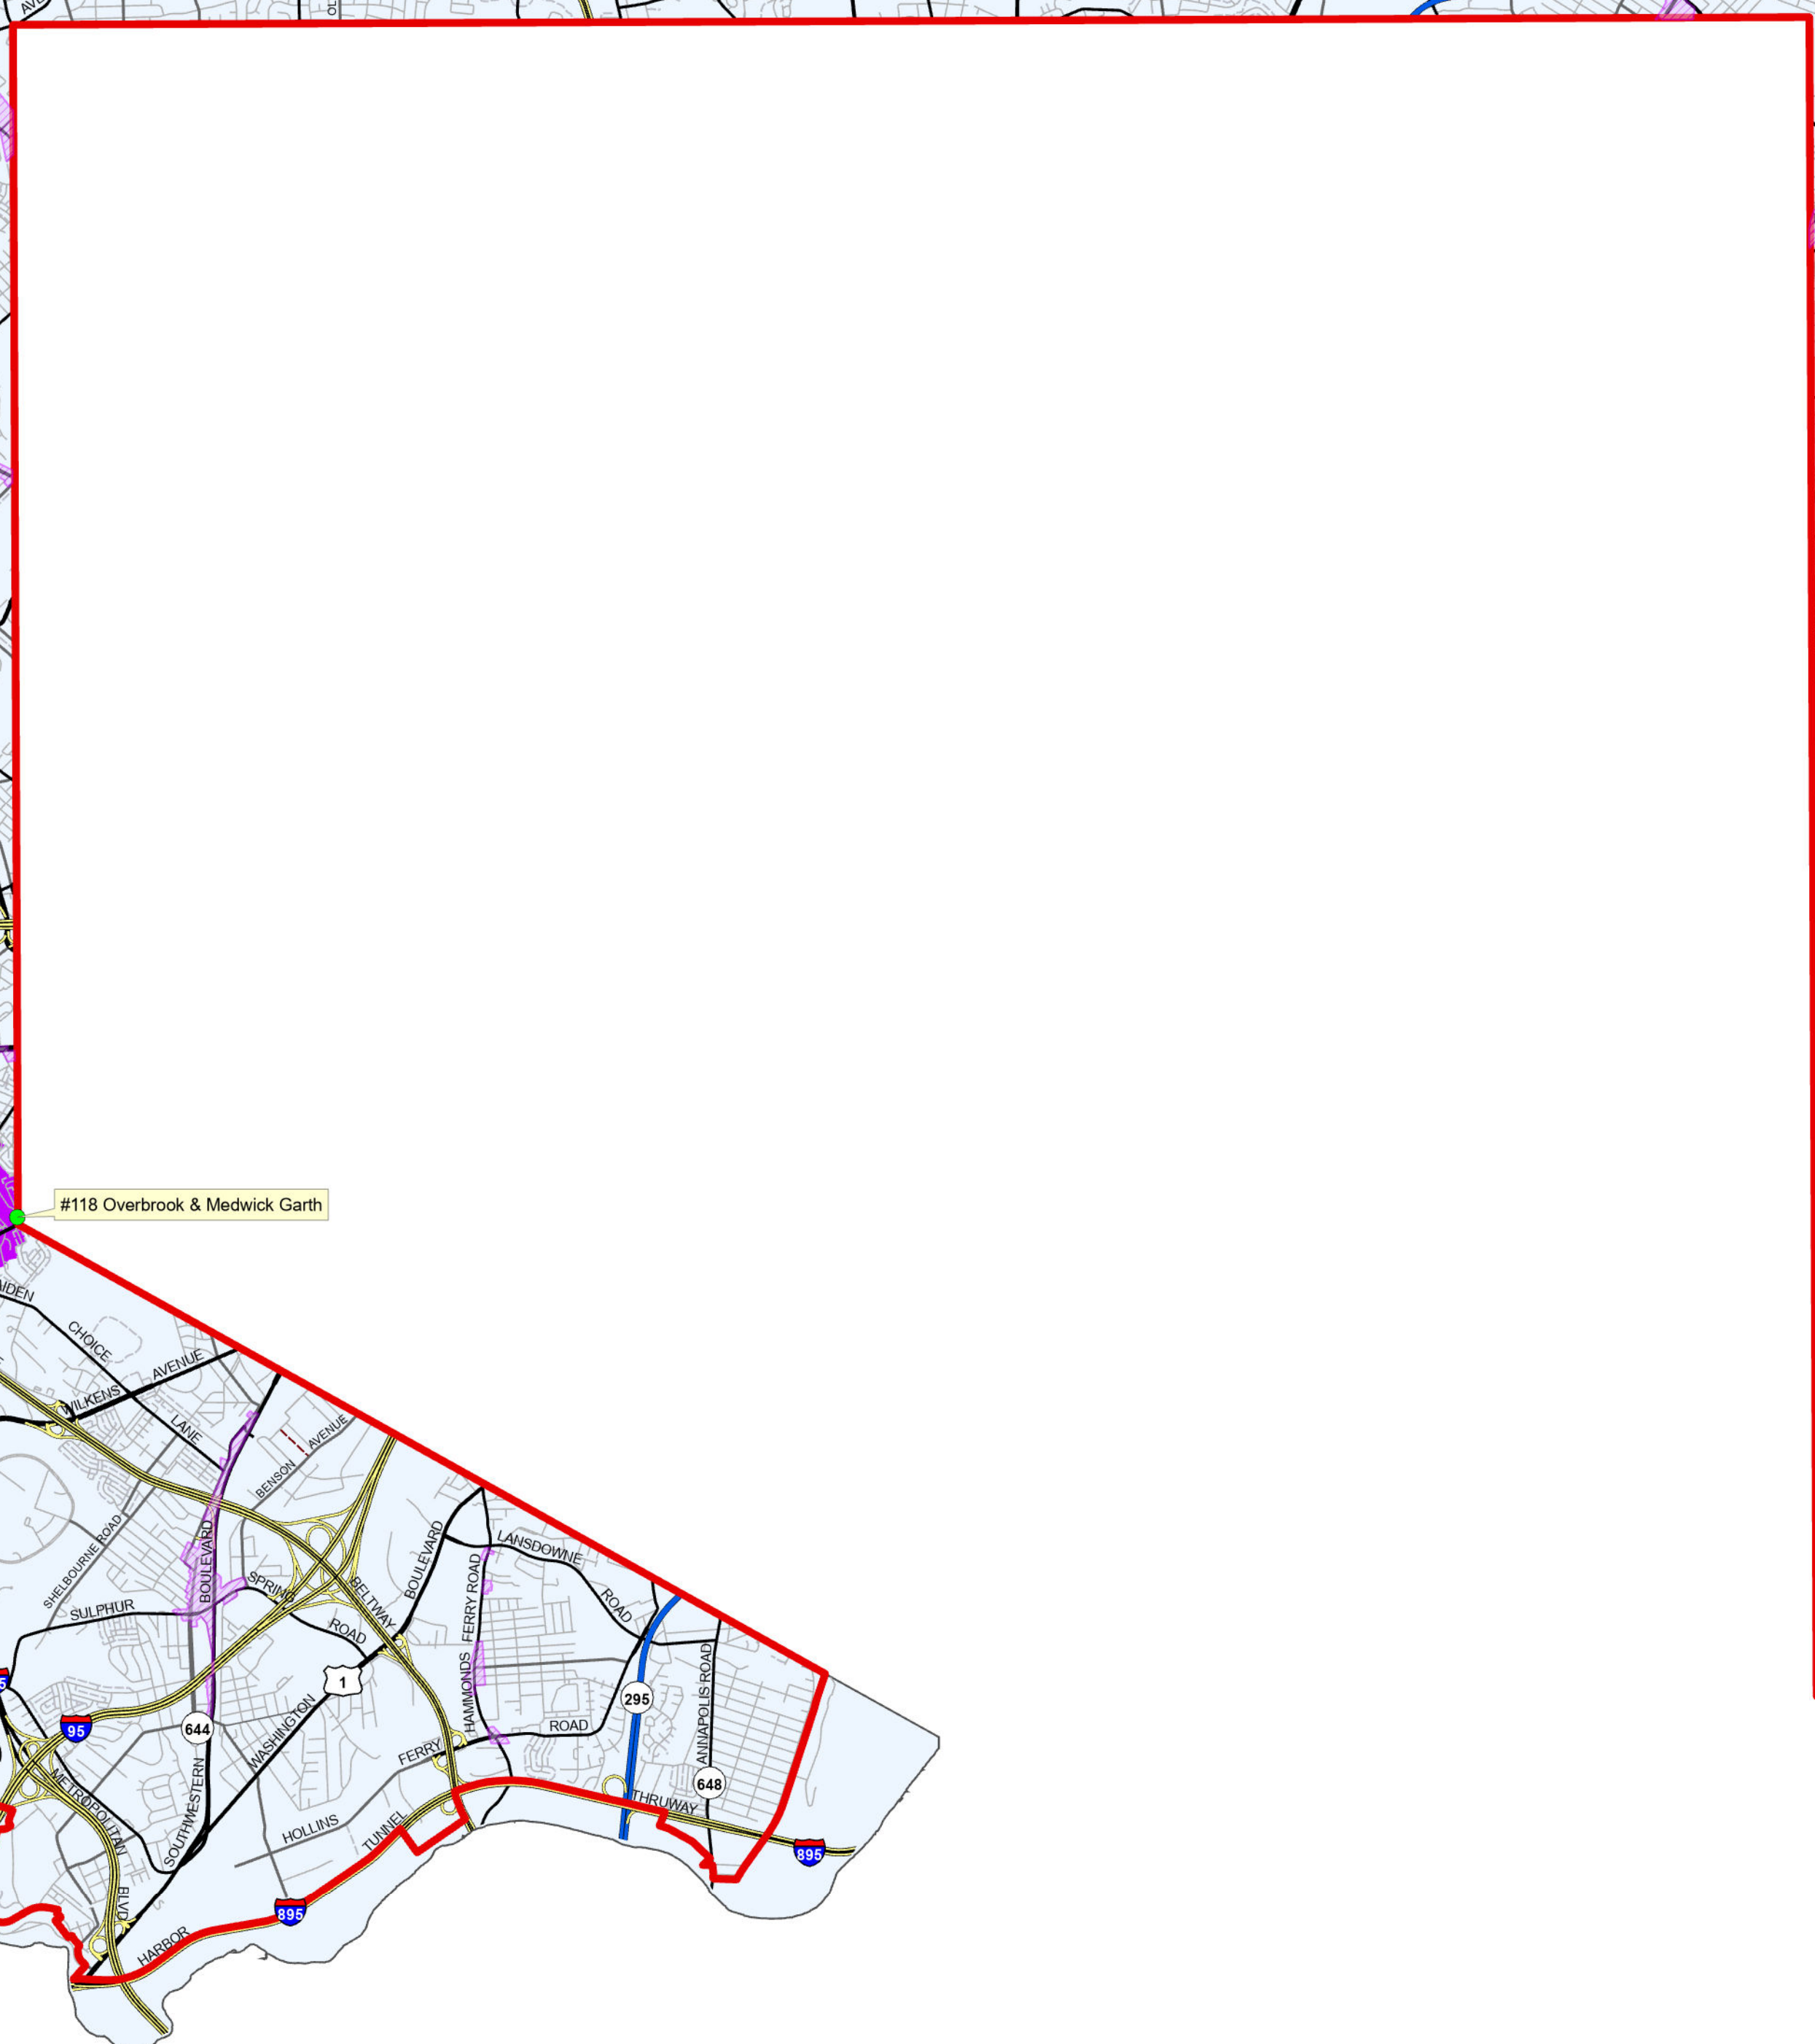 #118 Overbrook & Medwick Garth
CHOICE
WILKENS
AVENUE
LANE
BENSON
AVENUE
SHELBOURNE ROAD
BOULEVARD
SULPHUR
SPRING
ROAD
BELTWAY
BOULEVARD
LANSDOWNE
ROAD
HAMMONDS
FERRY ROAD
1
295
ANNAPOLIS ROAD
95
644
WASHINGTON
FERRY
ROAD
648
METROPOLITAN
SOUTHWESTERN
HOLLINS
TUNNEL
THRUWAY
895
BLVD
895
HARBOR